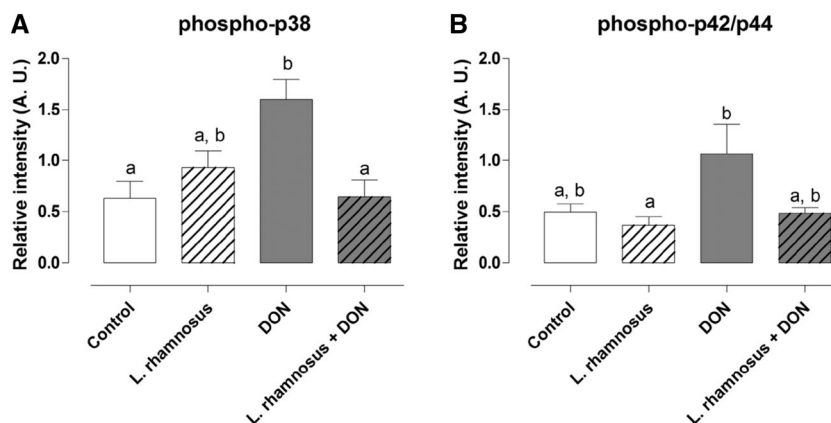 A
phospho-p38
Relative intensity (A. U.)
2.0
1.5
1.0
0.5
0.0
a
a, b
b
a
Control
L. rhamnosus
DON
L. rhamnosus + DON
B
phospho-p42/p44
Relative intensity (A. U.)
2.0
1.5
1.0
0.5
0.0
a, b
a
b
a, b
Control
L. rhamnosus
DON
L. rhamnosus + DON